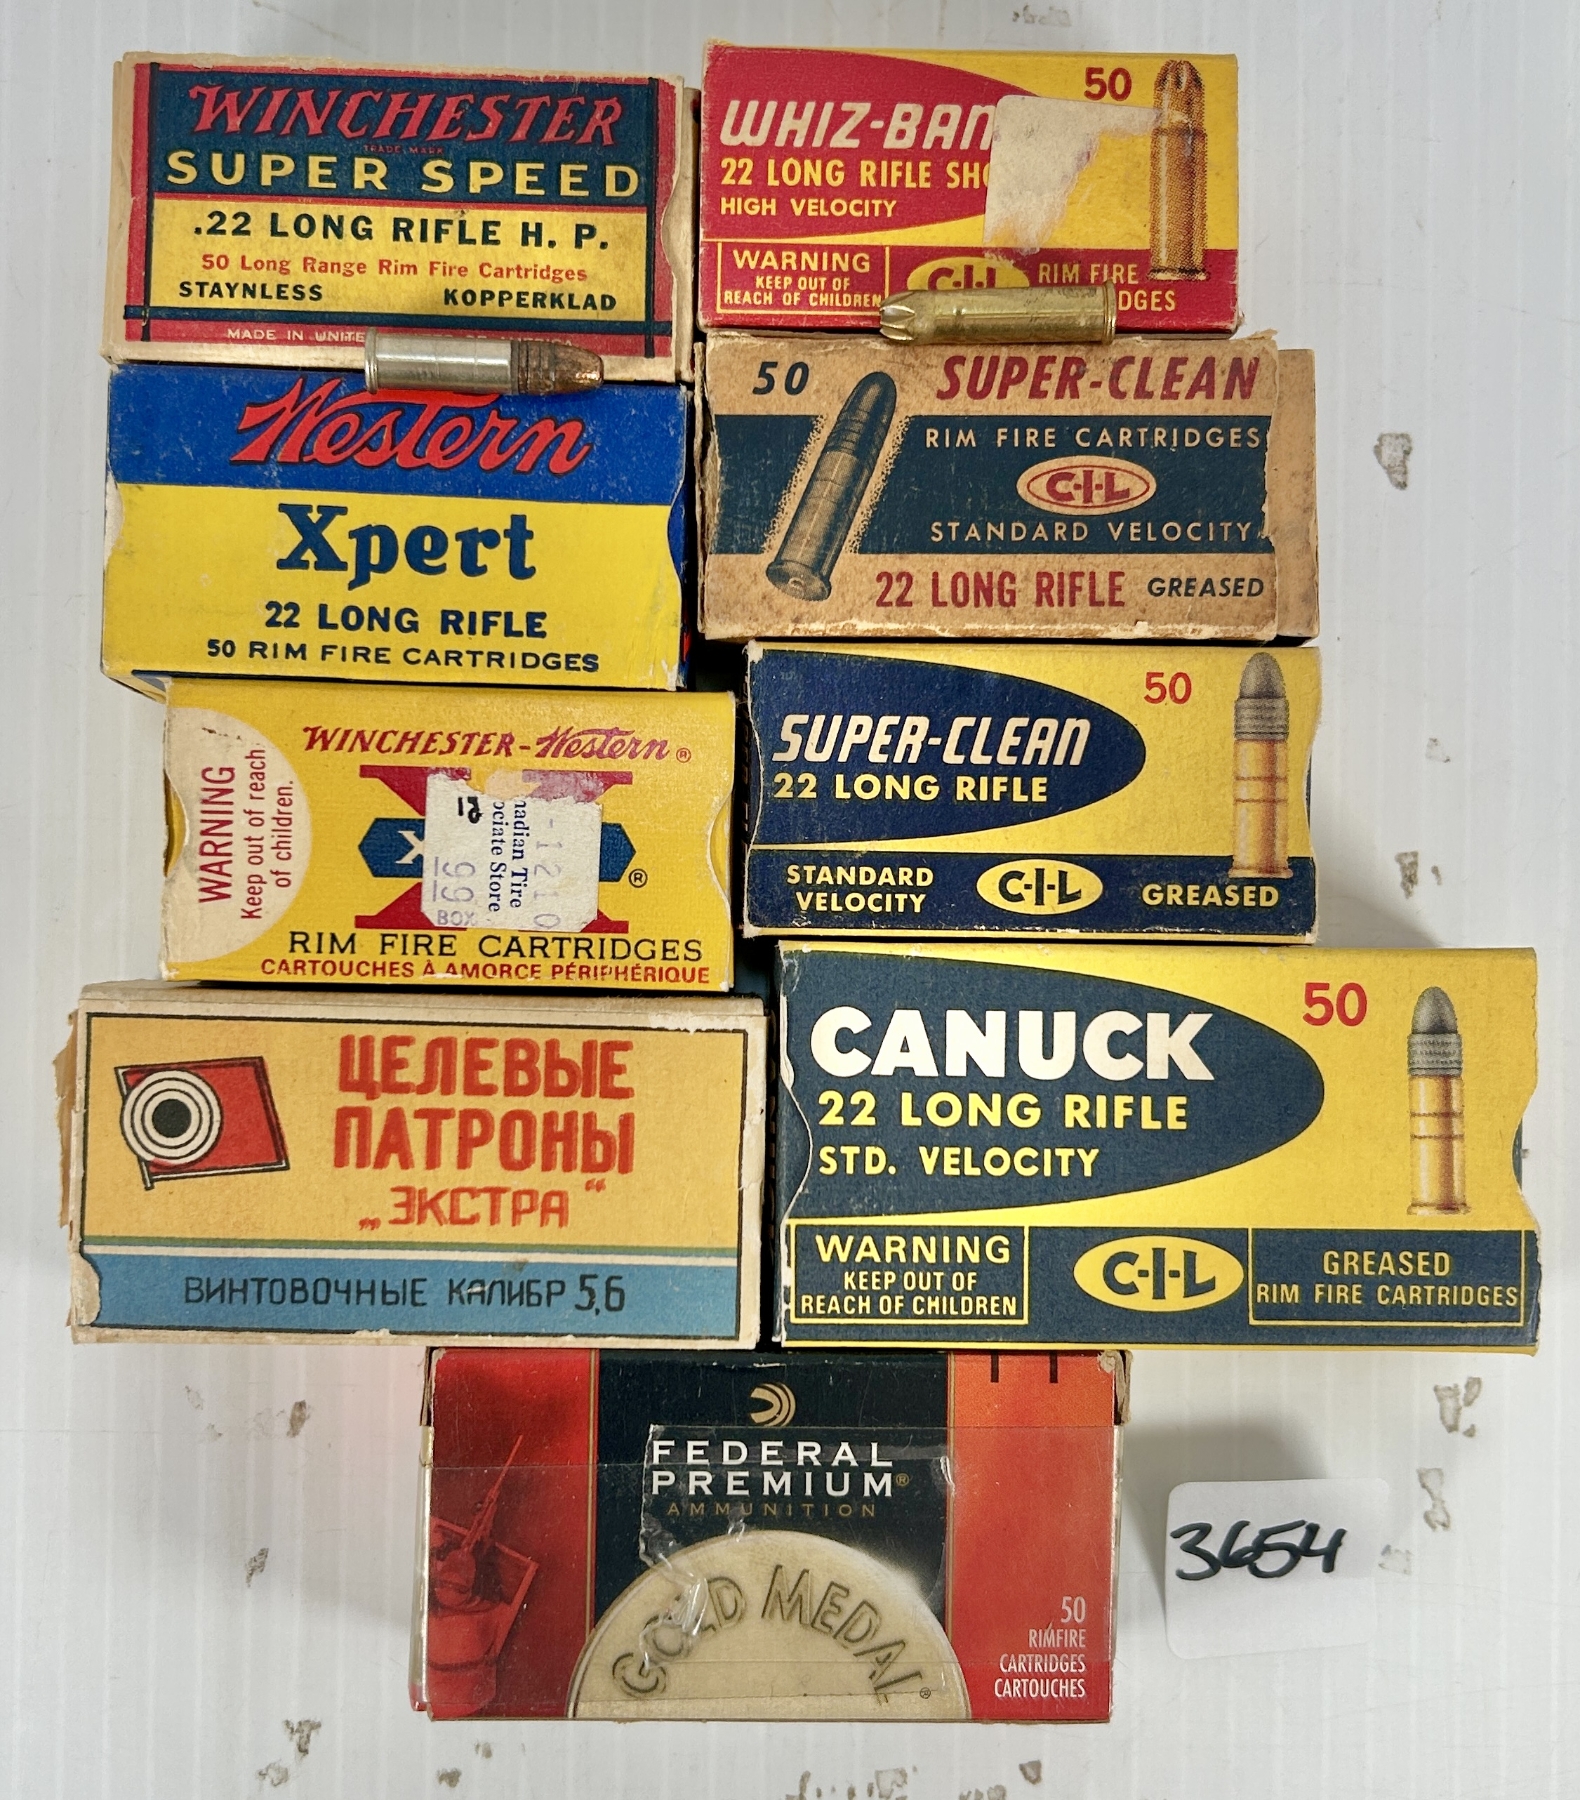 WINCHESTER
TRADE MARK
SUPER SPEED
.22 LONG RIFLE H. P.
50 Long Range Rim Fire Cartridges
STAYNLESS KOPPERKLAD
MADE IN
50
22 LONG RIFLE
HIGH VELOCITY
WARNING
KEEP OUT OF
REACH OF CHILDREN
C-I-L
RIM FIRE
Western
Xpert
22 LONG RIFLE
50 RIM FIRE CARTRIDGES
50
SUPER-CLEAN
RIM FIRE CARTRIDGES
C-I-L
STANDARD VELOCITY
22 LONG RIFLE GREASED
WARNING
Keep out of reach
of children.
WINCHESTER-Western®
X
®
Tire
Store
99
BOX
RIM FIRE CARTRIDGES
CARTOUCHES À AMORCE PÉRIPHÉRIQUE
SUPER-CLEAN
22 LONG RIFLE
50
STANDARD
VELOCITY
C-I-L
GREASED
ЦЕЛЕВЫЕ
ПАТРОНЫ
„ЭКСТРА“
ВИНТОВОЧНЫЕ КАЛИБР 5,6
CANUCK
22 LONG RIFLE
STD. VELOCITY
50
WARNING
KEEP OUT OF
REACH OF CHILDREN
C-I-L
GREASED
RIM FIRE CARTRIDGES
FEDERAL
PREMIUM®
AMMUNITION
GOLD MEDAL®
50
RIMFIRE
CARTRIDGES
CARTOUCHES
3654